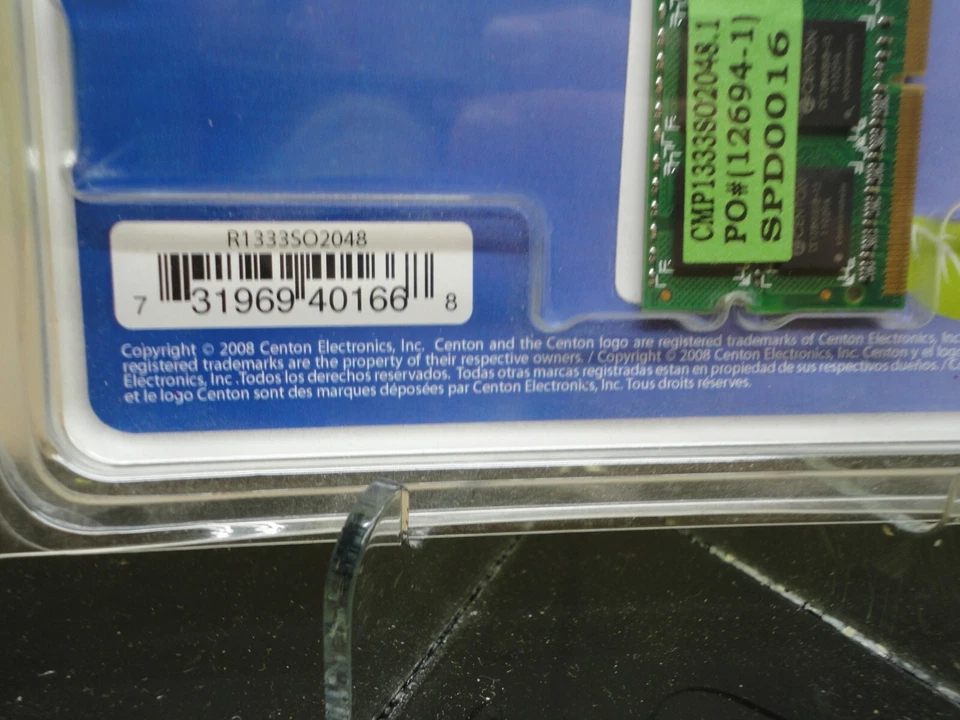 CMP1333SO2048.1
PO#(12694-1)
SPD0016
CENTON
CENTON
R1333SO2048
7 31969 40166 8
Copyright © 2008 Centon Electronics, Inc. Centon and the Centon logo are registered trademarks of Centon Electronics, Inc
registered trademarks are the property of their respective owners. / Copyright © 2008 Centon Electronics, Inc. Centon y el logo
Electronics, Inc .Todos los derechos reservados. Todas otras marcas registradas estan en propiedad de sus respectivos dueños. /
et le logo Centon sont des marques déposées par Centon Electronics, Inc. Tous droits réserves.